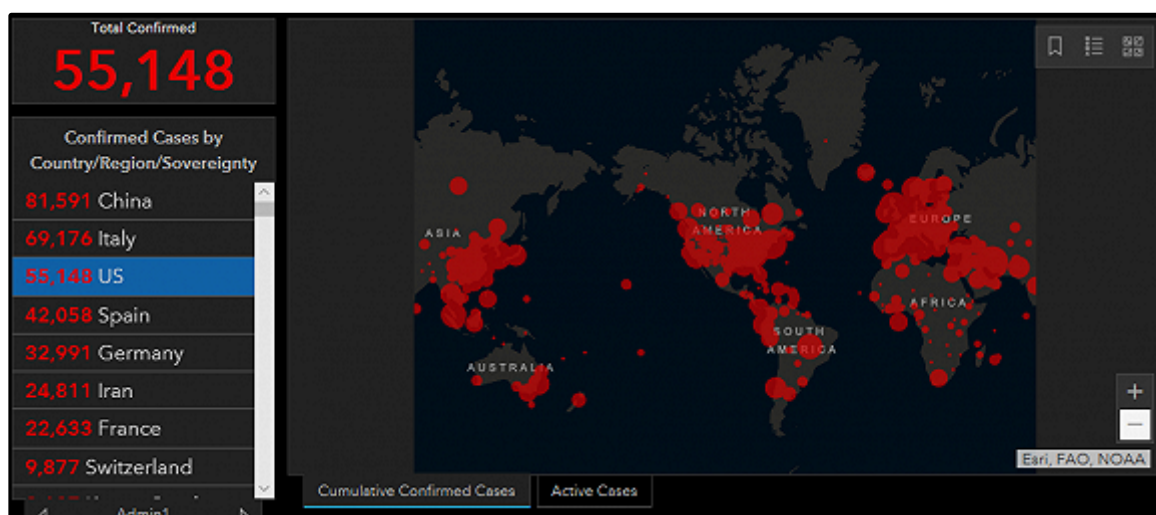 Total Confirmed
55,148
Confirmed Cases by
Country/Region/Sovereignty
81,591 China
69,176 Italy
55,148 US
42,058 Spain
32,991 Germany
24,811 Iran
22,633 France
9,877 Switzerland
Admin1
ASIA
NORTH
AMERICA
EUROPE
AFRICA
SOUTH
AMERICA
AUSTRALIA
Esri, FAO, NOAA
Cumulative Confirmed Cases
Active Cases